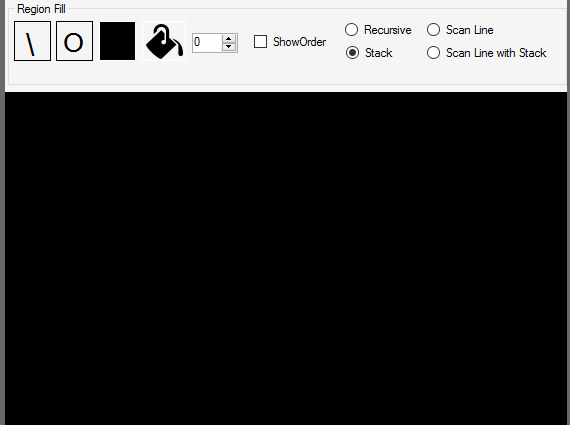 Region Fill
\ O 0 ShowOrder
Recursive Scan Line
Stack Scan Line with Stack